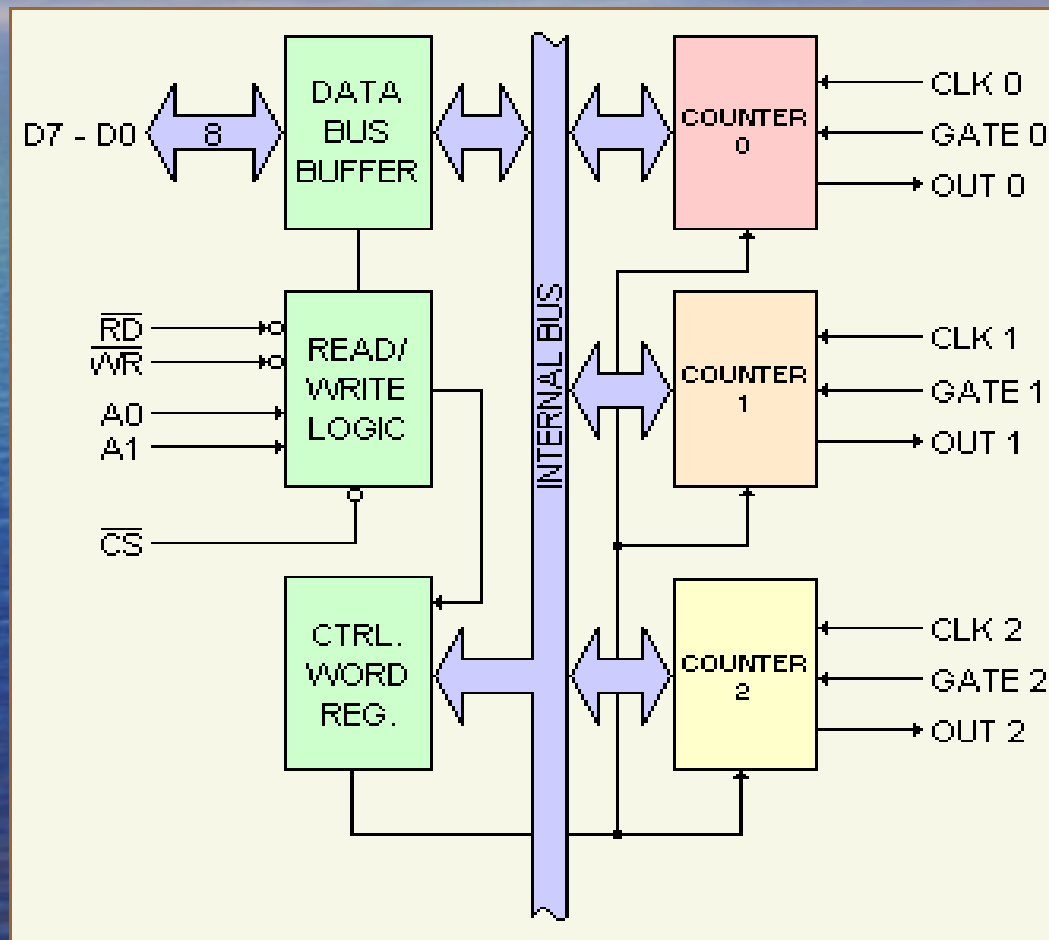 D7 - D0
8
DATA
BUS
BUFFER
COUNTER
0
CLK 0
GATE 0
OUT 0
RD
WR
A0
A1
CS
READ/
WRITE
LOGIC
INTERNAL BUS
COUNTER
1
CLK 1
GATE 1
OUT 1
CTRL.
WORD
REG.
COUNTER
2
CLK 2
GATE 2
OUT 2